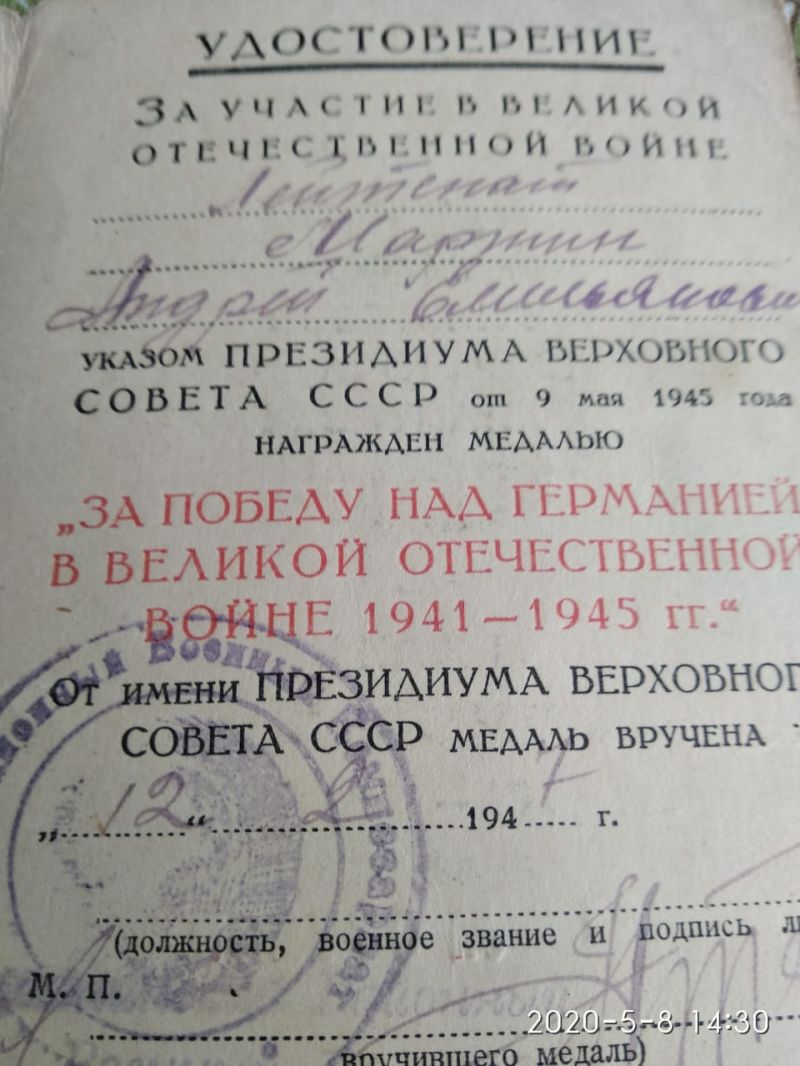 УДОСТОВЕРЕНИЕ
ЗА УЧАСТИЕ В ВЕЛИКОЙ
ОТЕЧЕСТВЕННОЙ ВОЙНЕ
Лейтенант
Андрей Емельянович
УКАЗОМ ПРЕЗИДИУМА ВЕРХОВНОГО
СОВЕТА СССР от 9 мая 1945 года
НАГРАЖДЕН МЕДАЛЬЮ
„ЗА ПОБЕДУ НАД ГЕРМАНИЕЙ
В ВЕЛИКОЙ ОТЕЧЕСТВЕННОЙ
ВОЙНЕ 1941—1945 гг.“
ОТ ИМЕНИ ПРЕЗИДИУМА ВЕРХОВНОГ
СОВЕТА СССР МЕДАЛЬ ВРУЧЕНА
„12“ 2 1947 г.
(должность, военное звание и подпись л
М. П.
вручившего медаль)
2020-5-8 14:30